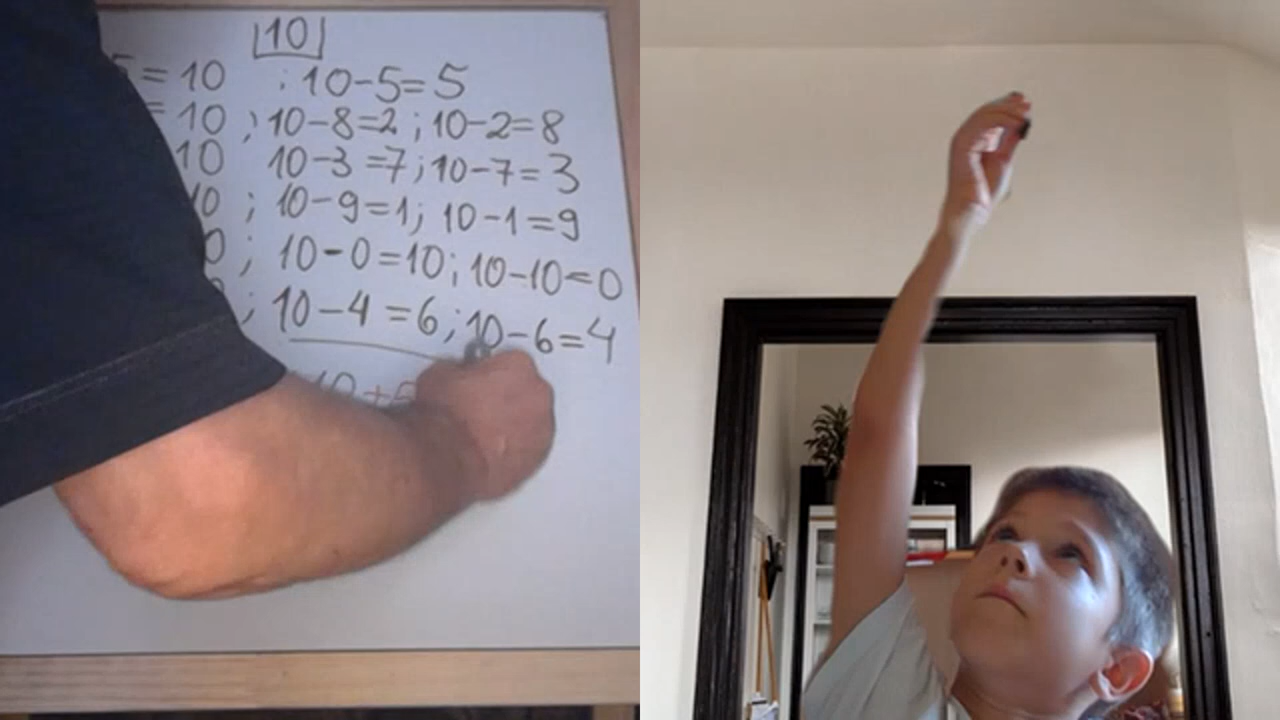 10
5=10 ; 10-5=5
=10 ; 10-8=2 ; 10-2=8
10 10-3=7 ; 10-7=3
10 ; 10-9=1 ; 10-1=9
0 ; 10-0=10 ; 10-10=0
; 10-4=6 ; 10-6=4
10+